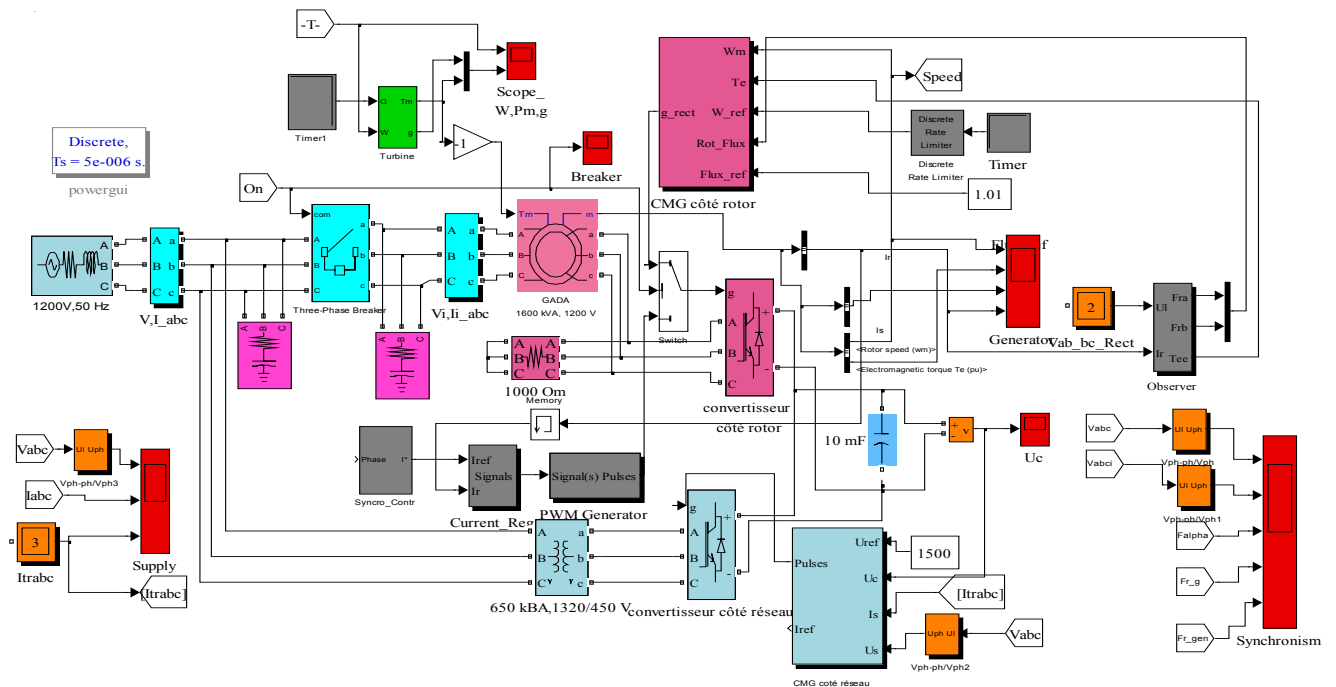 -T-
Scope_
W,Pm,g
Timer1
G
W
Tm
g
Turbine
-1
Discrete,
Ts = 5e-006 s.
powergui
On
Breaker
Wm
Te
W_ref
Rot_Flux
Flux_ref
g_rect
CMG côté rotor
Speed
Discrete
Rate
Limiter
Discrete
Rate Limiter
Timer
1.01
A
B
C
1200V,50 Hz
A a
B b
C c
V,I_abc
com
A a
B b
C c
Three-Phase Breaker
A a
B b
C c
Vi,Ii_abc
Tm m
A a
B b
C c
GADA
1600 kVA, 1200 V
A B C
A B C
Switch
A A
B B
C C
1000 Om
g
A
B
C
+
-
convertisseur
côté rotor
Ir
Is
<Rotor speed (wm)>
<Electromagnetic torque Te (pu)>
Generator
2
Vab_bc_Rect
UI
Ir
Fra
Frb
Tee
Observer
Memory
Phase I*
Syncro_Contr
Iref
Signals
Ir
Signal(s) Pulses
PWM Generator
10 mF
+
-
v
Uc
Vabc
UI Uph
Vph-ph/Vph3
Iabc
3
Itrabc
Supply
[Itrabc]
A a
B b
C c
Y Y
650 kBA,1320/450 V
g
A
B
C
+
-
convertisseur côté réseau
Pulses
Iref
Uref
Uc
Is
Us
CMG coté réseau
1500
[Itrabc]
Uph UI
Vph-ph/Vph2
Vabc
Vabc
UI Uph
Vph-ph/Vph
Vabci
UI Uph
Vph-ph/Vph1
Falpha
Fr_g
Fr_gen
Synchronism